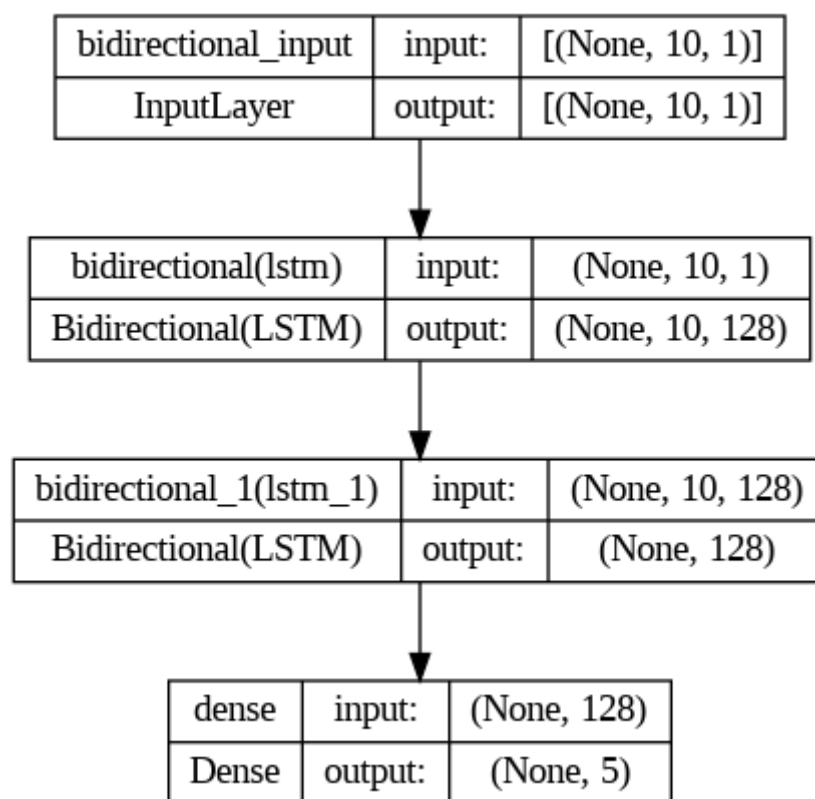 bidirectional_input input: [(None, 10, 1)]
InputLayer output: [(None, 10, 1)]
bidirectional(lstm) input: (None, 10, 1)
Bidirectional(LSTM) output: (None, 10, 128)
bidirectional_1(lstm_1) input: (None, 10, 128)
Bidirectional(LSTM) output: (None, 128)
dense input: (None, 128)
Dense output: (None, 5)